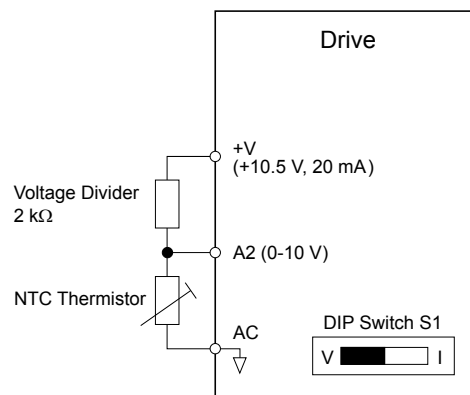 Drive
+V
(+10.5 V, 20 mA)
Voltage Divider
2 kΩ
A2 (0-10 V)
NTC Thermistor
AC
DIP Switch S1
V I